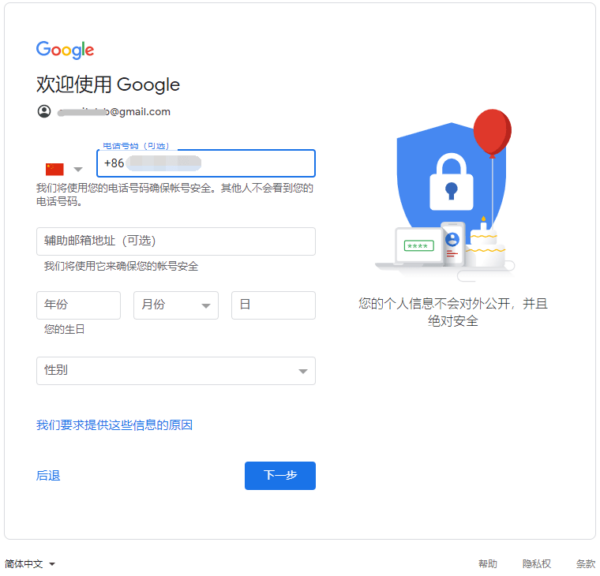 Google
欢迎使用 Google
b@gmail.com
电话号码（可选）
+86
我们将使用您的电话号码确保帐号安全。其他人不会看到您的
电话号码。
辅助邮箱地址（可选）
我们将使用它来确保您的帐号安全
年份 月份 日
您的生日
性别
我们要求提供这些信息的原因
后退 下一步
****
您的个人信息不会对外公开，并且
绝对安全
简体中文 帮助 隐私权 条款